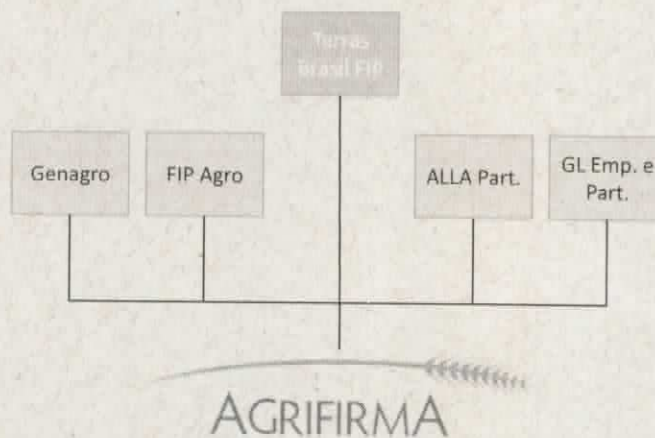 Terras
Brasil FIP
Genagro
FIP Agro
ALLA Part.
GL Emp. e
Part.
AGRIFIRMA